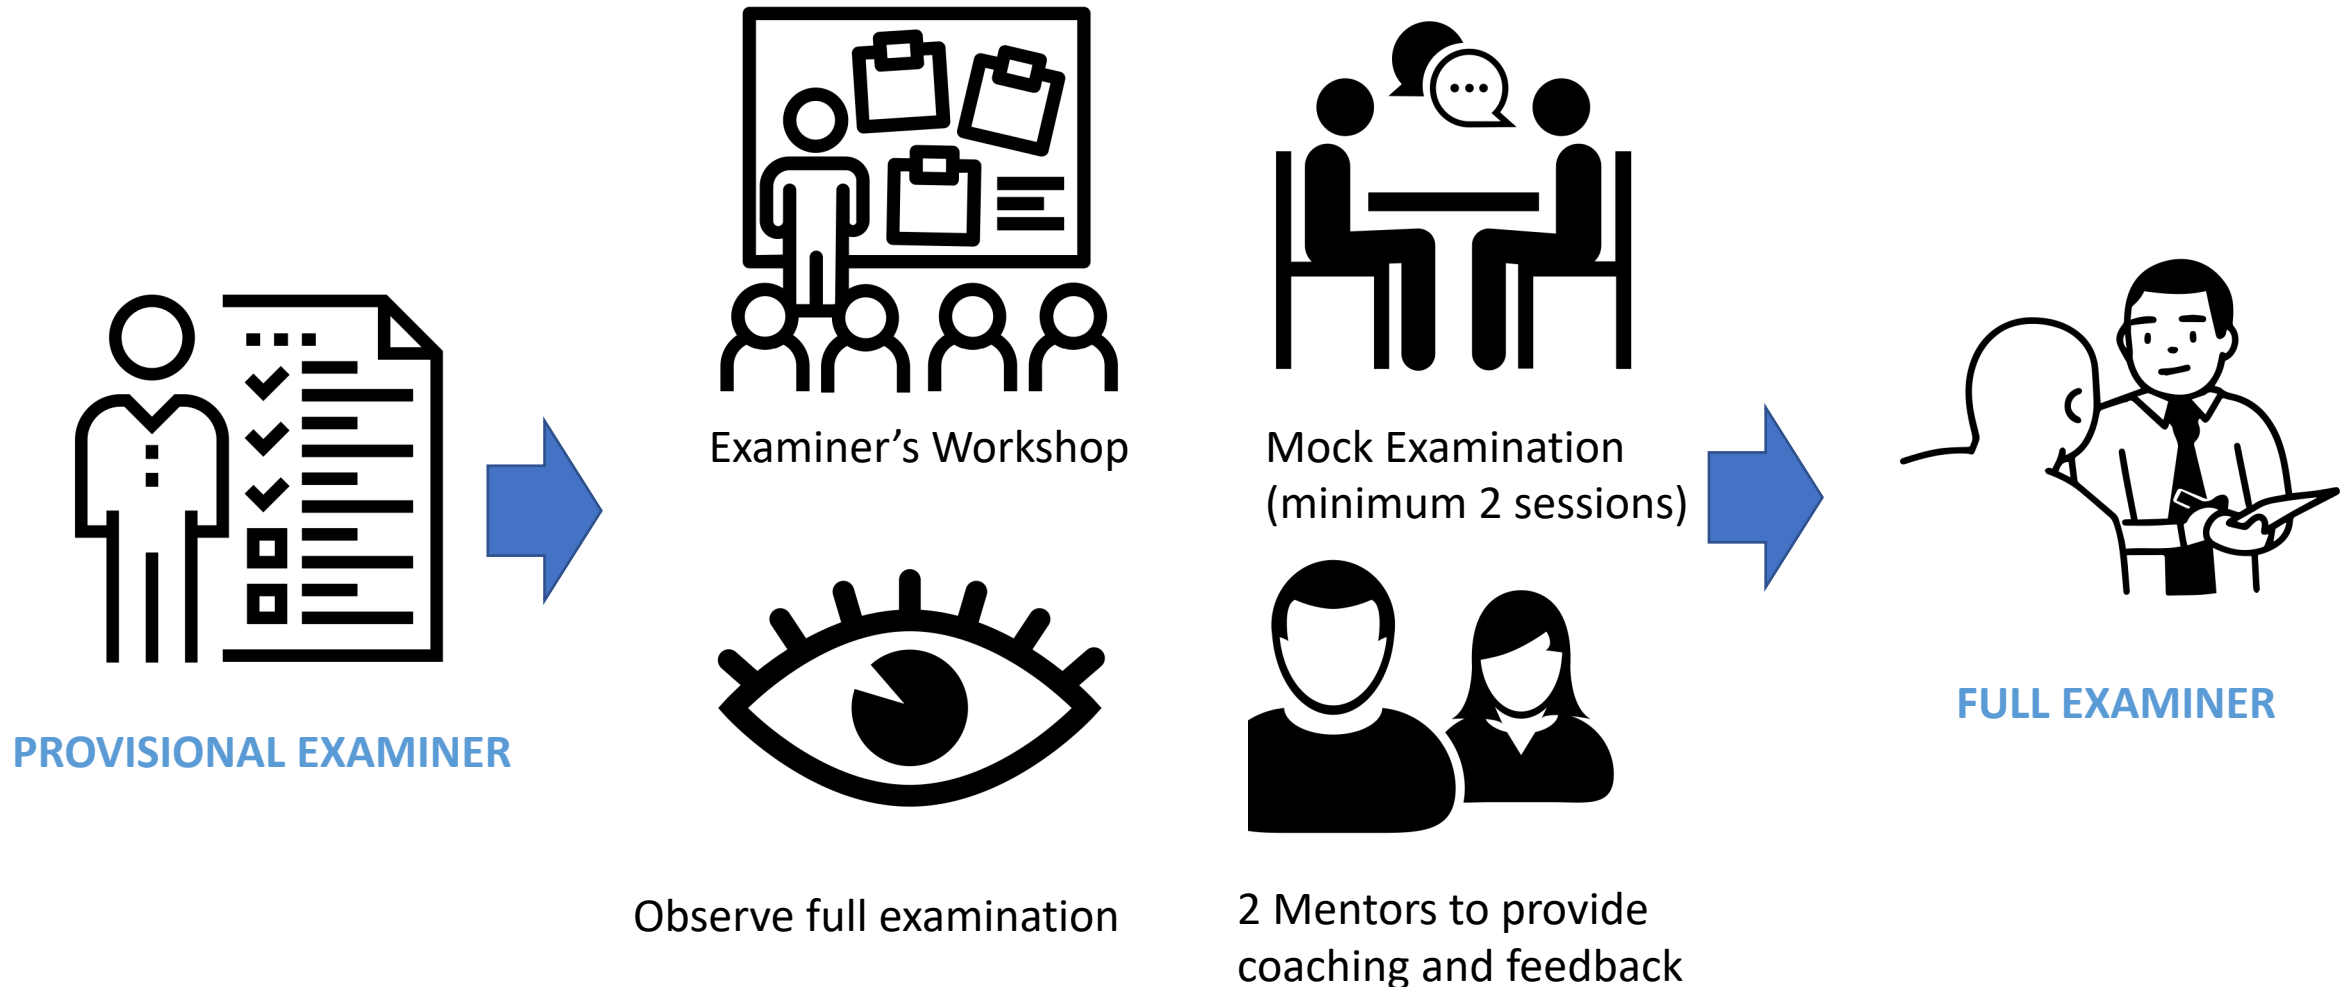 PROVISIONAL EXAMINER
Examiner’s Workshop
Mock Examination
(minimum 2 sessions)
Observe full examination
2 Mentors to provide
coaching and feedback
FULL EXAMINER